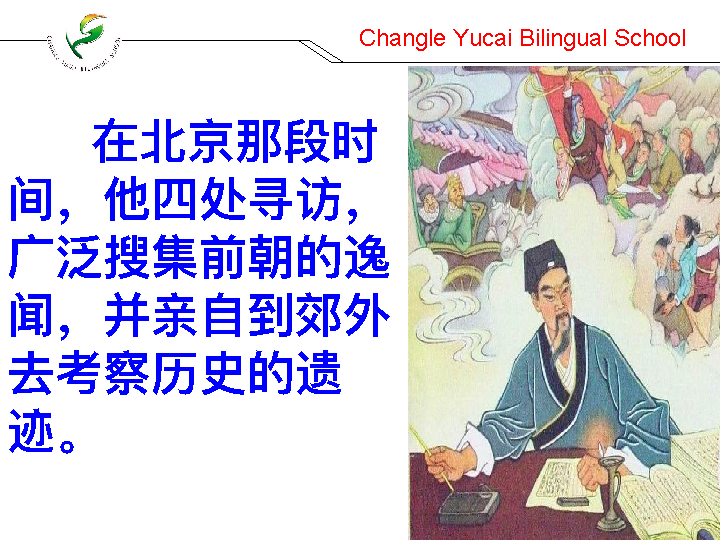 Changle Yucai Bilingual School
在北京那段时
间，他四处寻访，
广泛搜集前朝的逸
闻，并亲自到郊外
去考察历史的遗
迹。